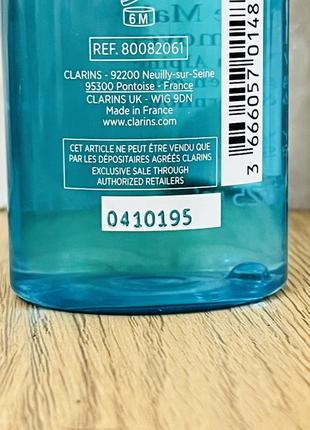 6 M
REF. 80082061
CLARINS - 92200 Neuilly-sur-Seine
95300 Pontoise - France
CLARINS UK - W1G 9DN
Made in France
www.clarins.com
CET ARTICLE NE PEUT ÊTRE VENDU QUE
PAR LES DÉPOSITAIRES AGRÉÉS CLARINS
EXCLUSIVE SALE THROUGH
AUTHORIZED RETAILERS
0410195
3 666057 0148